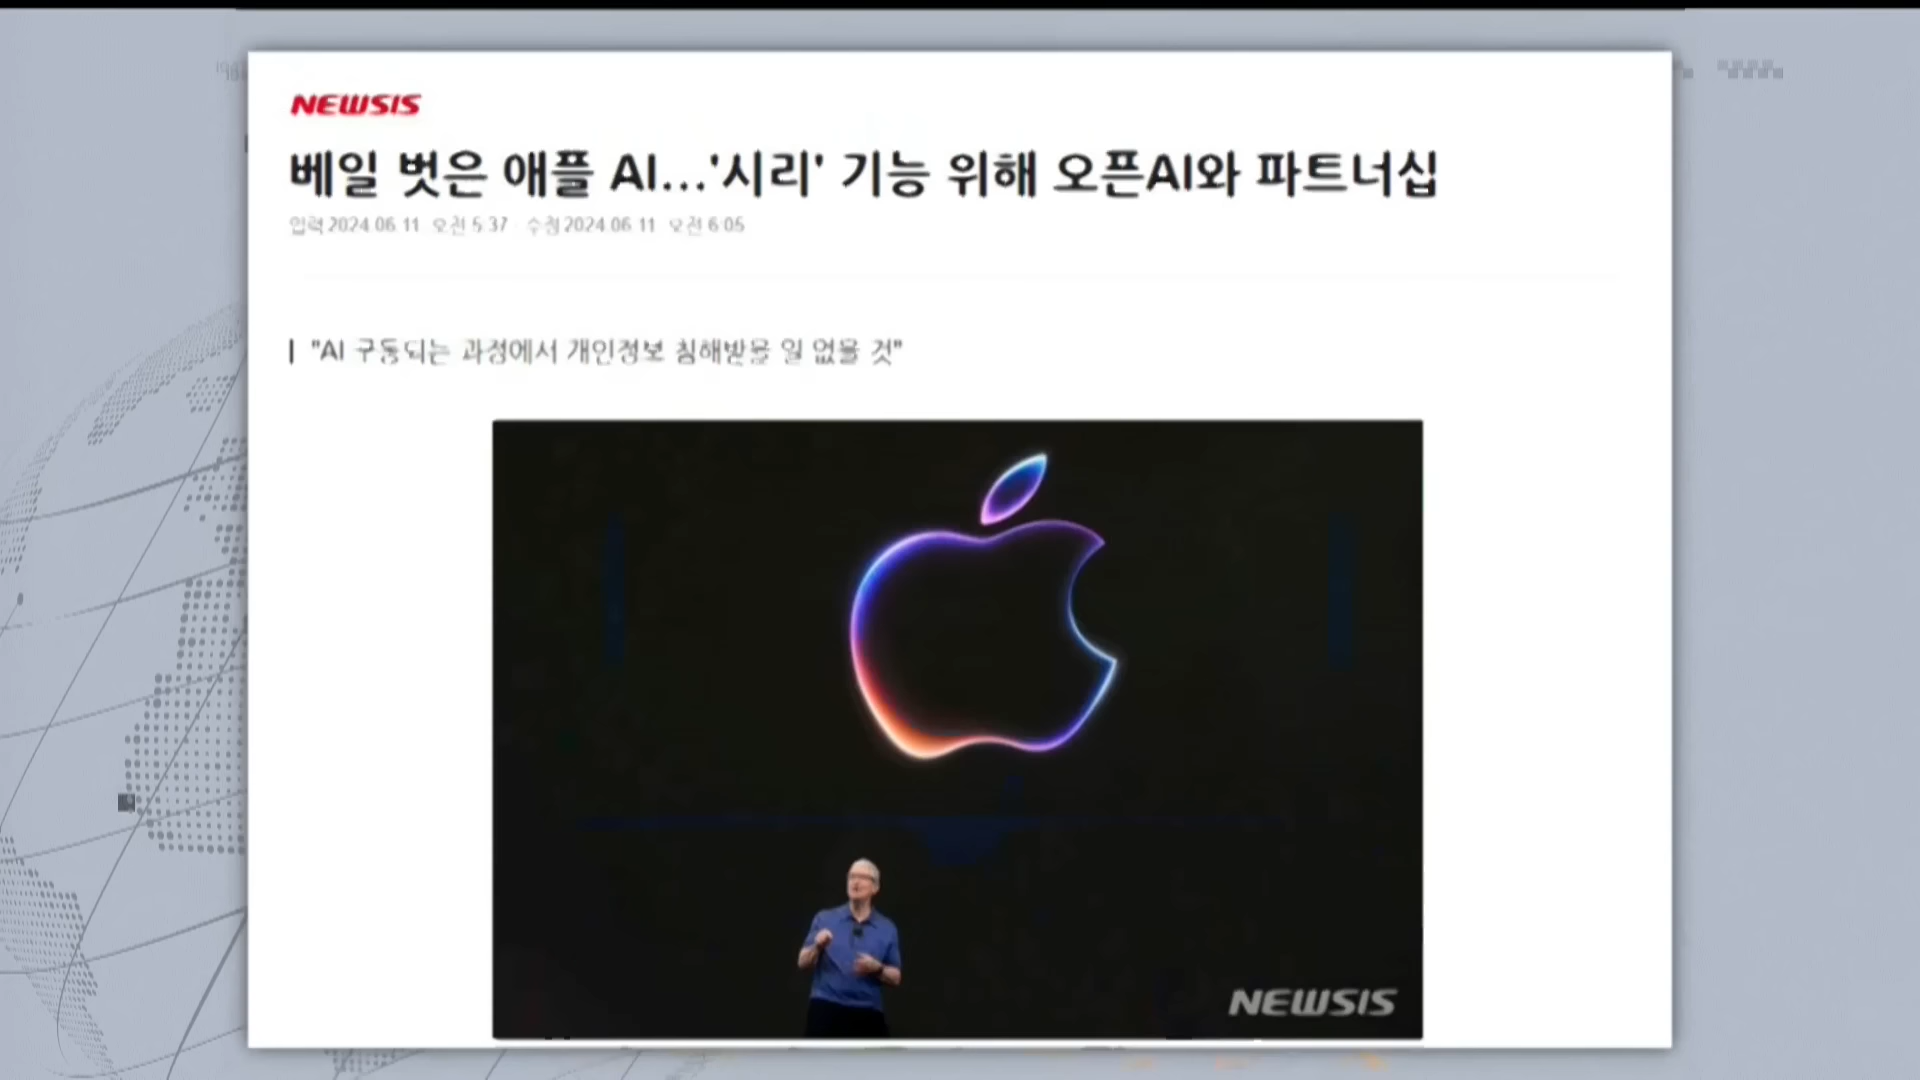 NEWSIS
베일 벗은 애플 AI...'시리' 기능 위해 오픈AI와 파트너십
입력 2024.06.11 오전 5:37 수정 2024.06.11 오전 6:05
"AI 구동되는 과정에서 개인정보 침해받을 일 없을 것"
NEWSIS